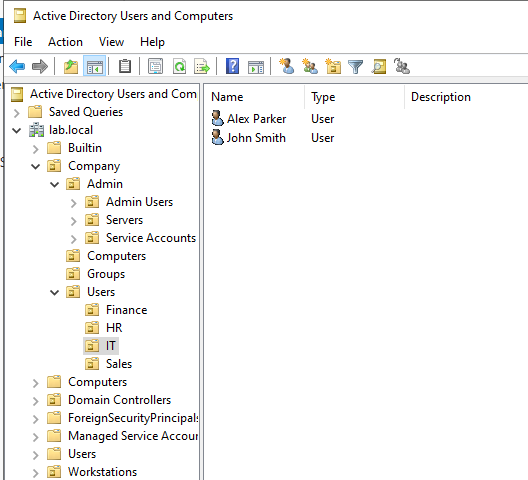 Active Directory Users and Computers
File Action View Help
Active Directory Users and Com
Saved Queries
lab.local
Builtin
Company
Admin
Admin Users
Servers
Service Accounts
Computers
Groups
Users
Finance
HR
IT
Sales
Computers
Domain Controllers
ForeignSecurityPrincipals
Managed Service Accour
Users
Workstations
Name Type Description
Alex Parker User
John Smith User